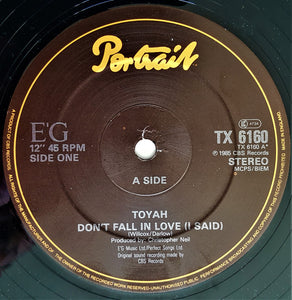 Portrait
E'G
12" 45 RPM
SIDE ONE
TX 6160
TX 6160 A
℗ 1985 CBS Records
STEREO
MCPS/BIEM
A SIDE
TOYAH
DON'T FALL IN LOVE (I SAID)
(Willcox/Darlow)
Produced by: Christopher Neil
E'G Music Ltd./Perfect Songs Ltd.
Original sound recording made by
CBS Records